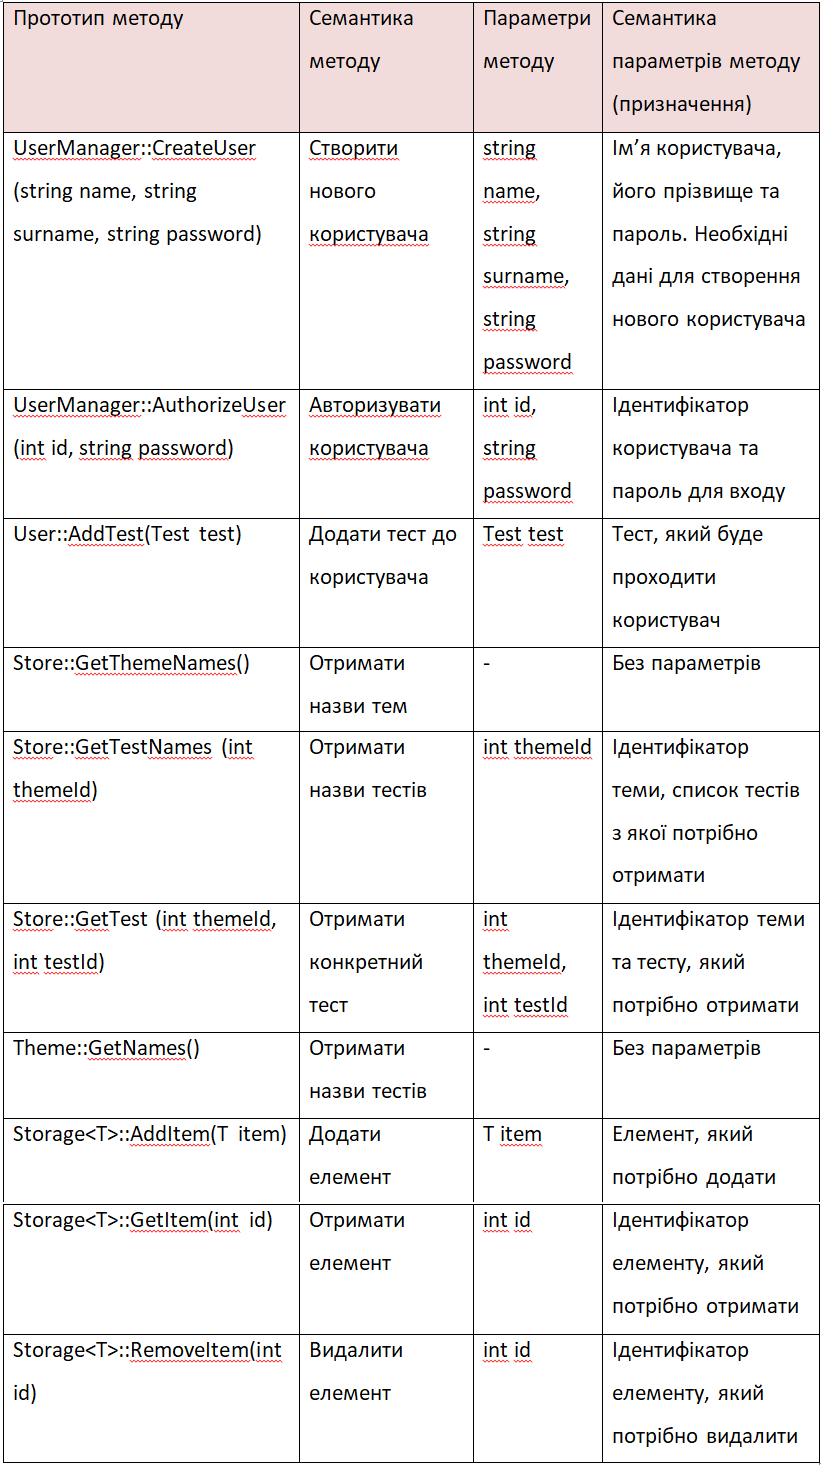 Прототип методу
Семантика
методу
Параметри
методу
Семантика
параметрів методу
(призначення)
UserManager::CreateUser
(string name, string
surname, string password)
Створити
нового
користувача
string
name,
string
surname,
string
password
Ім’я користувача,
його прізвище та
пароль. Необхідні
дані для створення
нового користувача
UserManager::AuthorizeUser
(int id, string password)
Авторизувати
користувача
int id,
string
password
Ідентифікатор
користувача та
пароль для входу
User::AddTest(Test test)
Додати тест до
користувача
Test test
Тест, який буде
проходити
користувач
Store::GetThemeNames()
Отримати
назви тем
-
Без параметрів
Store::GetTestNames (int
themeId)
Отримати
назви тестів
int themeId
Ідентифікатор
теми, список тестів
з якої потрібно
отримати
Store::GetTest (int themeId,
int testId)
Отримати
конкретний
тест
int
themeId,
int testId
Ідентифікатор теми
та тесту, який
потрібно отримати
Theme::GetNames()
Отримати
назви тестів
-
Без параметрів
Storage<T>::AddItem(T item)
Додати
елемент
T item
Елемент, який
потрібно додати
Storage<T>::GetItem(int id)
Отримати
елемент
int id
Ідентифікатор
елементу, який
потрібно отримати
Storage<T>::RemoveItem(int
id)
Видалити
елемент
int id
Ідентифікатор
елементу, який
потрібно видалити